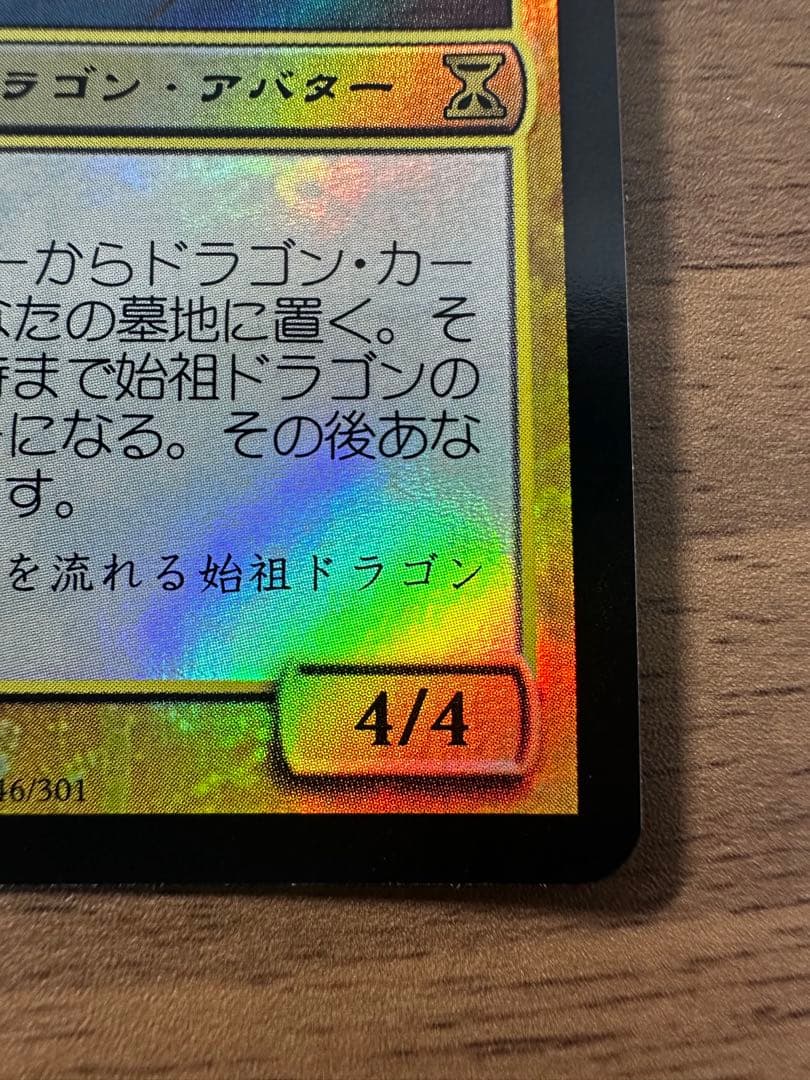 ラゴン・アバター
ーからドラゴン・カー
たの墓地に置く。そ
まで始祖ドラゴンの
になる。その後あな
す。
を流れる始祖ドラゴン
4/4
46/301